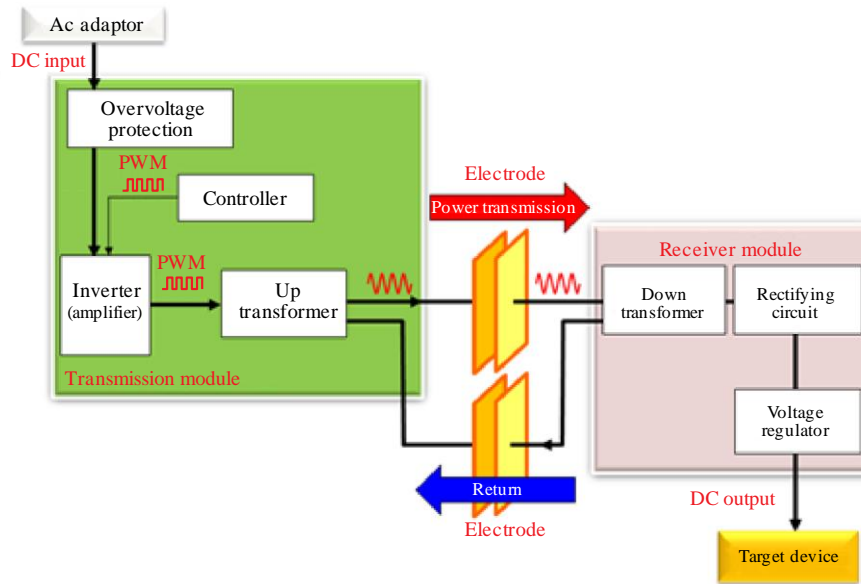 Ac adaptor
DC input
Overvoltage
protection
PWM
Controller
Inverter
(amplifier)
PWM
Up
transformer
Transmission module
Electrode
Power transmission
Return
Electrode
Receiver module
Down
transformer
Rectifying
circuit
Voltage
regulator
DC output
Target device